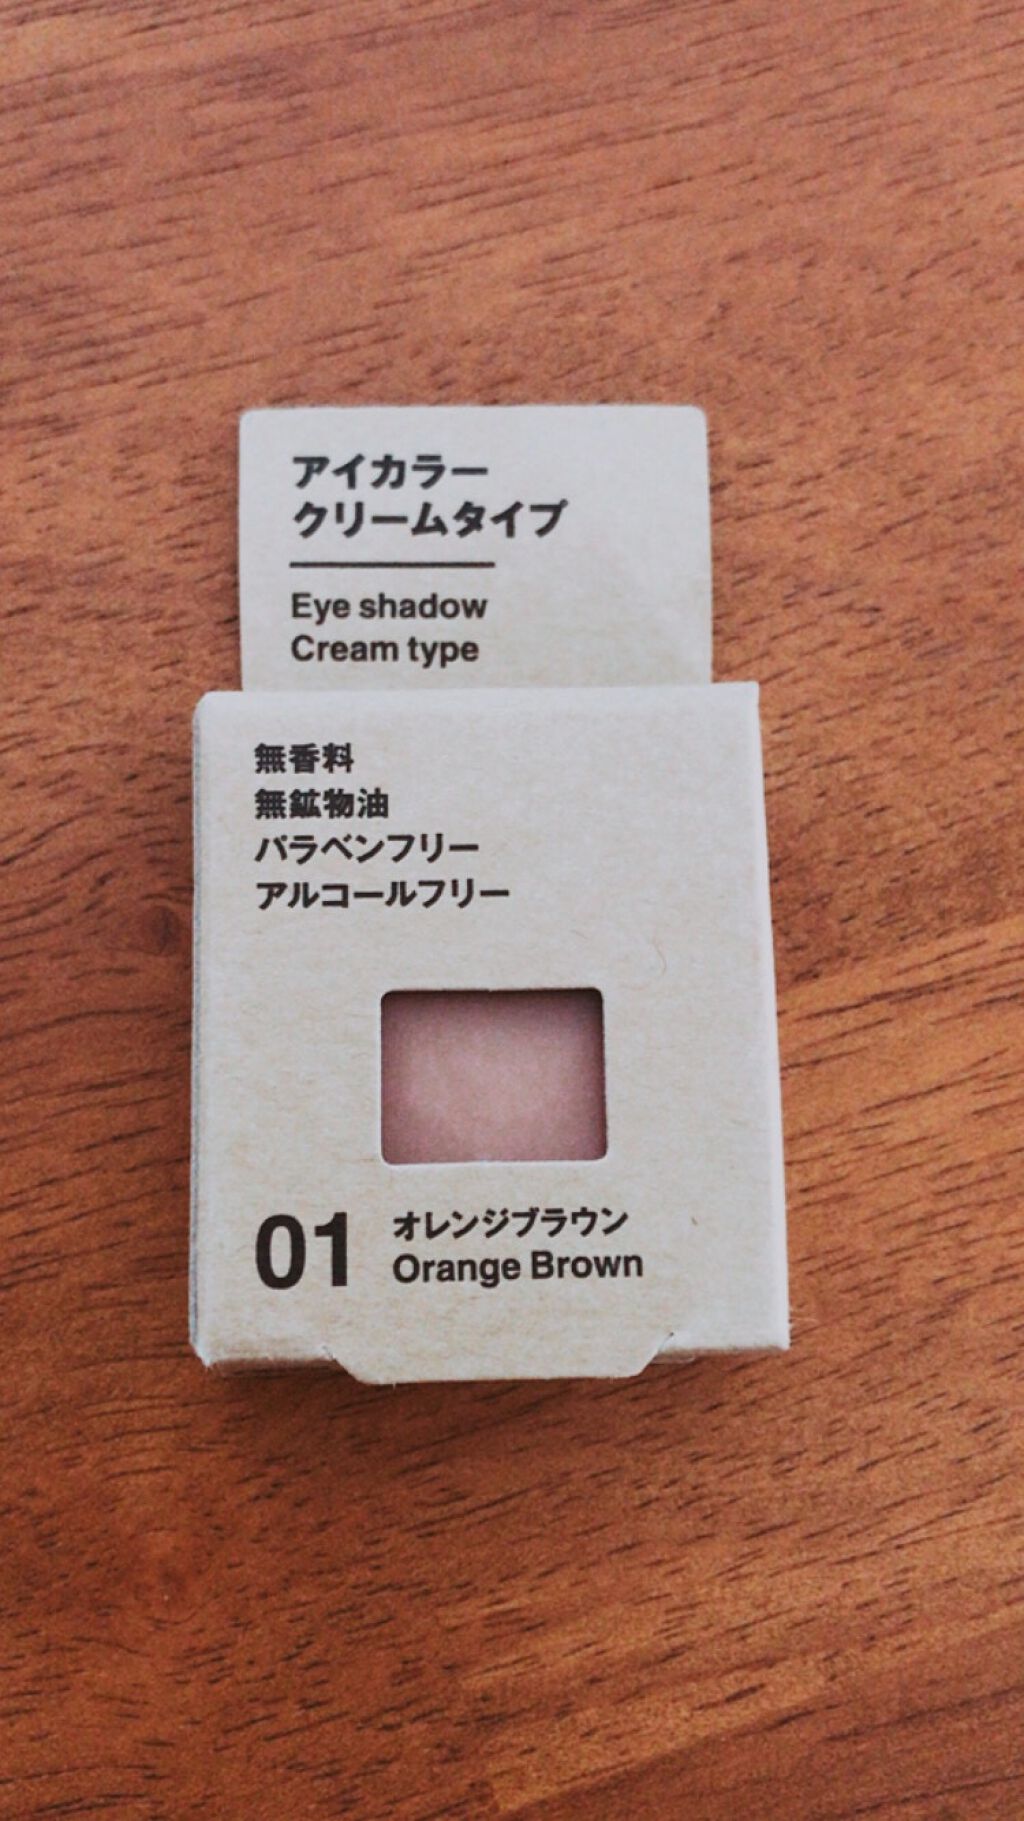 アイカラー
クリームタイプ
Eye shadow
Cream type
無香料
無鉱物油
パラベンフリー
アルコールフリー
01 オレンジブラウン
Orange Brown